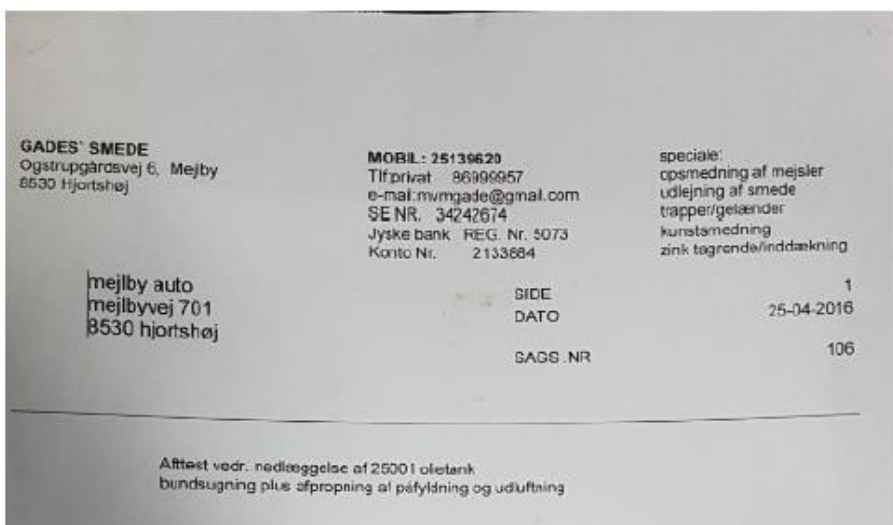 GADES` SMEDE
Ogstrupgårdsvej 6, Mejlby
8530 Hjortshøj
MOBIL: 25139620
Tlf.privat 86999957
e-mai:mvmgade@gmail.com
SE NR. 34242674
Jyske bank REG. Nr. 5073
Konto Nr. 2133884
speciale:
opsmedning af mejsler
udlejning af smede
trapper/gelænder
kunstsmedning
zink tagrende/inddækning
mejlby auto
mejlbyvej 701
8530 hjortshøj
SIDE 1
DATO 25-04-2016
SAGS .NR 106
Afttest vedr. nedlæggelse af 2500 l olietank
bundsugning plus afpropning af påfyldning og udluftning